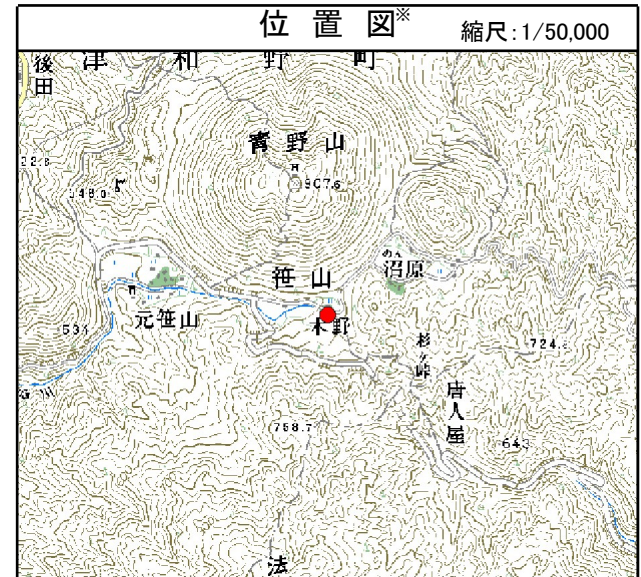 位置図※ 縮尺:1/50,000
津和野町
後田
青野山
907.6
笹山
沼原
元笹山
木野
杉ヶ峠
724.
534
唐人屋
758.7
643
法